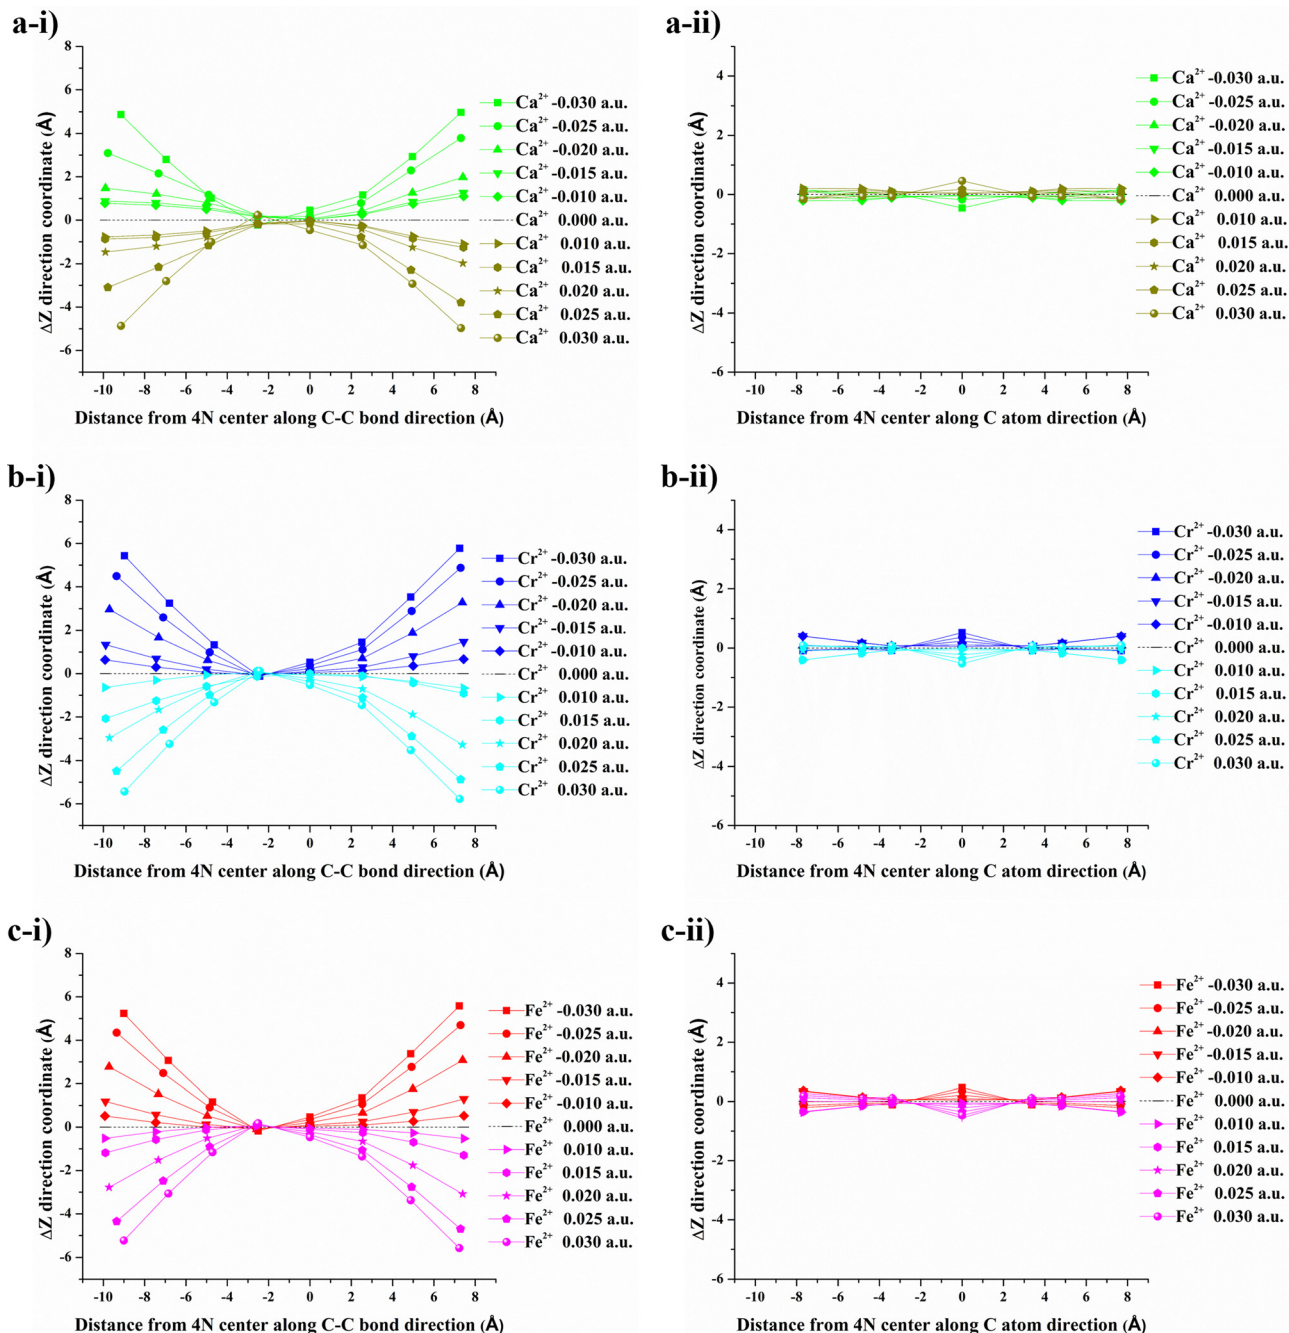 a-i)
8
6
4
2
0
-2
-4
-6
ΔZ direction coordinate (Å)
-10 -8 -6 -4 -2 0 2 4 6 8
Distance from 4N center along C-C bond direction (Å)
Ca²⁺ -0.030 a.u.
Ca²⁺ -0.025 a.u.
Ca²⁺ -0.020 a.u.
Ca²⁺ -0.015 a.u.
Ca²⁺ -0.010 a.u.
Ca²⁺ 0.000 a.u.
Ca²⁺ 0.010 a.u.
Ca²⁺ 0.015 a.u.
Ca²⁺ 0.020 a.u.
Ca²⁺ 0.025 a.u.
Ca²⁺ 0.030 a.u.
a-ii)
4
2
0
-2
-4
-6
ΔZ direction coordinate (Å)
-10 -8 -6 -4 -2 0 2 4 6 8
Distance from 4N center along C atom direction (Å)
Ca²⁺ -0.030 a.u.
Ca²⁺ -0.025 a.u.
Ca²⁺ -0.020 a.u.
Ca²⁺ -0.015 a.u.
Ca²⁺ -0.010 a.u.
Ca²⁺ 0.000 a.u.
Ca²⁺ 0.010 a.u.
Ca²⁺ 0.015 a.u.
Ca²⁺ 0.020 a.u.
Ca²⁺ 0.025 a.u.
Ca²⁺ 0.030 a.u.
b-i)
8
6
4
2
0
-2
-4
-6
ΔZ direction coordinate (Å)
-10 -8 -6 -4 -2 0 2 4 6 8
Distance from 4N center along C-C bond direction (Å)
Cr²⁺ -0.030 a.u.
Cr²⁺ -0.025 a.u.
Cr²⁺ -0.020 a.u.
Cr²⁺ -0.015 a.u.
Cr²⁺ -0.010 a.u.
Cr²⁺ 0.000 a.u.
Cr²⁺ 0.010 a.u.
Cr²⁺ 0.015 a.u.
Cr²⁺ 0.020 a.u.
Cr²⁺ 0.025 a.u.
Cr²⁺ 0.030 a.u.
b-ii)
4
2
0
-2
-4
-6
ΔZ direction coordinate (Å)
-10 -8 -6 -4 -2 0 2 4 6 8
Distance from 4N center along C atom direction (Å)
Cr²⁺ -0.030 a.u.
Cr²⁺ -0.025 a.u.
Cr²⁺ -0.020 a.u.
Cr²⁺ -0.015 a.u.
Cr²⁺ -0.010 a.u.
Cr²⁺ 0.000 a.u.
Cr²⁺ 0.010 a.u.
Cr²⁺ 0.015 a.u.
Cr²⁺ 0.020 a.u.
Cr²⁺ 0.025 a.u.
Cr²⁺ 0.030 a.u.
c-i)
8
6
4
2
0
-2
-4
-6
ΔZ direction coordinate (Å)
-10 -8 -6 -4 -2 0 2 4 6 8
Distance from 4N center along C-C bond direction (Å)
Fe²⁺ -0.030 a.u.
Fe²⁺ -0.025 a.u.
Fe²⁺ -0.020 a.u.
Fe²⁺ -0.015 a.u.
Fe²⁺ -0.010 a.u.
Fe²⁺ 0.000 a.u.
Fe²⁺ 0.010 a.u.
Fe²⁺ 0.015 a.u.
Fe²⁺ 0.020 a.u.
Fe²⁺ 0.025 a.u.
Fe²⁺ 0.030 a.u.
c-ii)
4
2
0
-2
-4
-6
ΔZ direction coordinate (Å)
-10 -8 -6 -4 -2 0 2 4 6 8
Distance from 4N center along C atom direction (Å)
Fe²⁺ -0.030 a.u.
Fe²⁺ -0.025 a.u.
Fe²⁺ -0.020 a.u.
Fe²⁺ -0.015 a.u.
Fe²⁺ -0.010 a.u.
Fe²⁺ 0.000 a.u.
Fe²⁺ 0.010 a.u.
Fe²⁺ 0.015 a.u.
Fe²⁺ 0.020 a.u.
Fe²⁺ 0.025 a.u.
Fe²⁺ 0.030 a.u.